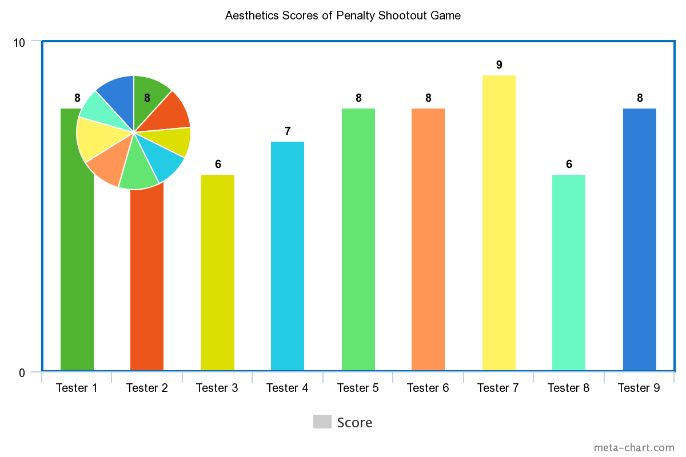 Aesthetics Scores of Penalty Shootout Game
10
8
8
6
7
8
8
9
6
8
0
Tester 1
Tester 2
Tester 3
Tester 4
Tester 5
Tester 6
Tester 7
Tester 8
Tester 9
Score
meta-chart.com